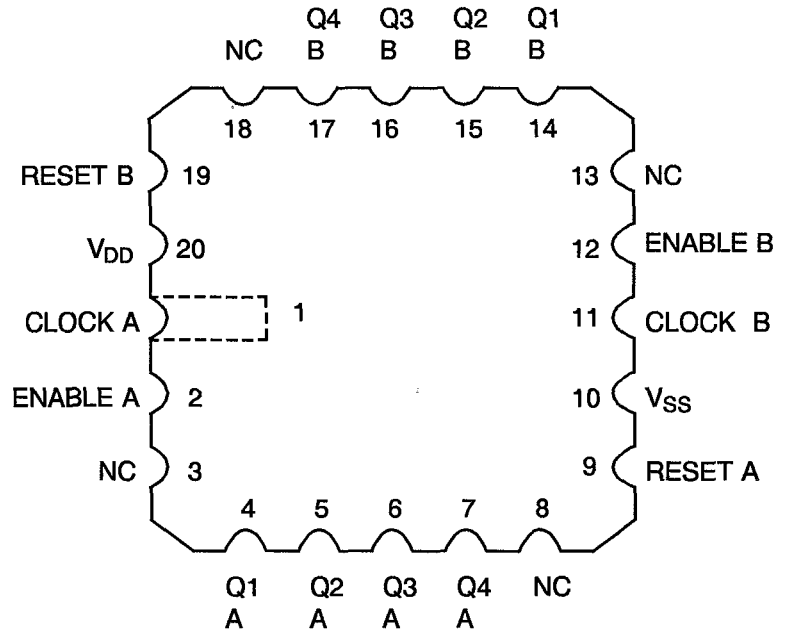 Q4 Q3 Q2 Q1
NC B B B B
18 17 16 15 14
RESET B 19 13 NC
VDD 20 12 ENABLE B
CLOCK A 1 11 CLOCK B
ENABLE A 2 10 VSS
NC 3 9 RESET A
4 5 6 7 8
Q1 Q2 Q3 Q4 NC
A A A A